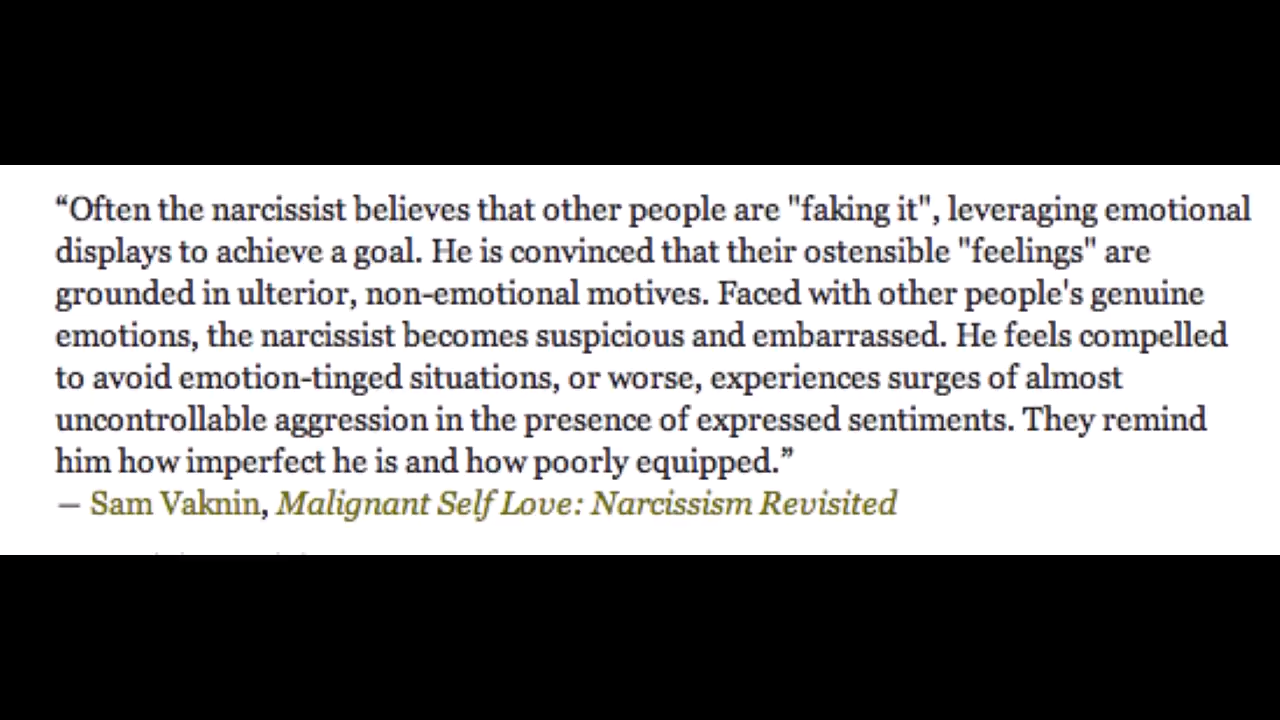 “Often the narcissist believes that other people are "faking it", leveraging emotional
displays to achieve a goal. He is convinced that their ostensible "feelings" are
grounded in ulterior, non-emotional motives. Faced with other people's genuine
emotions, the narcissist becomes suspicious and embarrassed. He feels compelled
to avoid emotion-tinged situations, or worse, experiences surges of almost
uncontrollable aggression in the presence of expressed sentiments. They remind
him how imperfect he is and how poorly equipped.”
— Sam Vaknin, Malignant Self Love: Narcissism Revisited